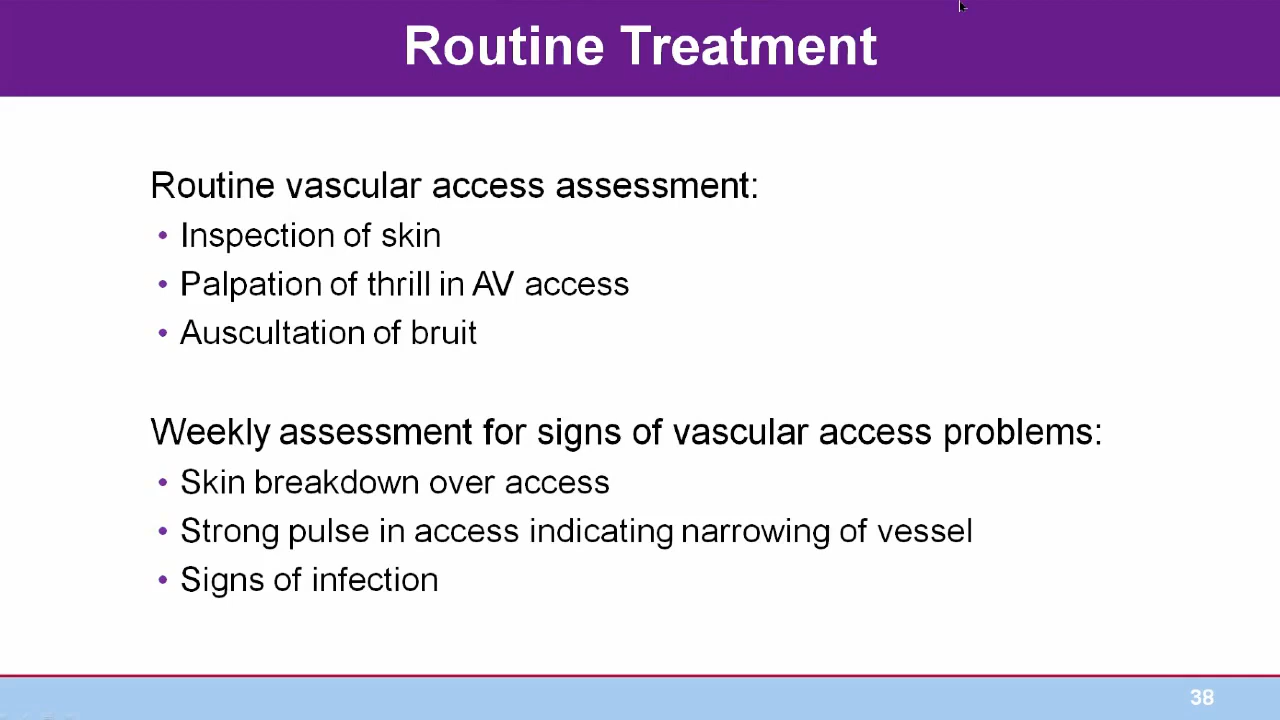 Routine Treatment
Routine vascular access assessment:
• Inspection of skin
• Palpation of thrill in AV access
• Auscultation of bruit
Weekly assessment for signs of vascular access problems:
• Skin breakdown over access
• Strong pulse in access indicating narrowing of vessel
• Signs of infection
38